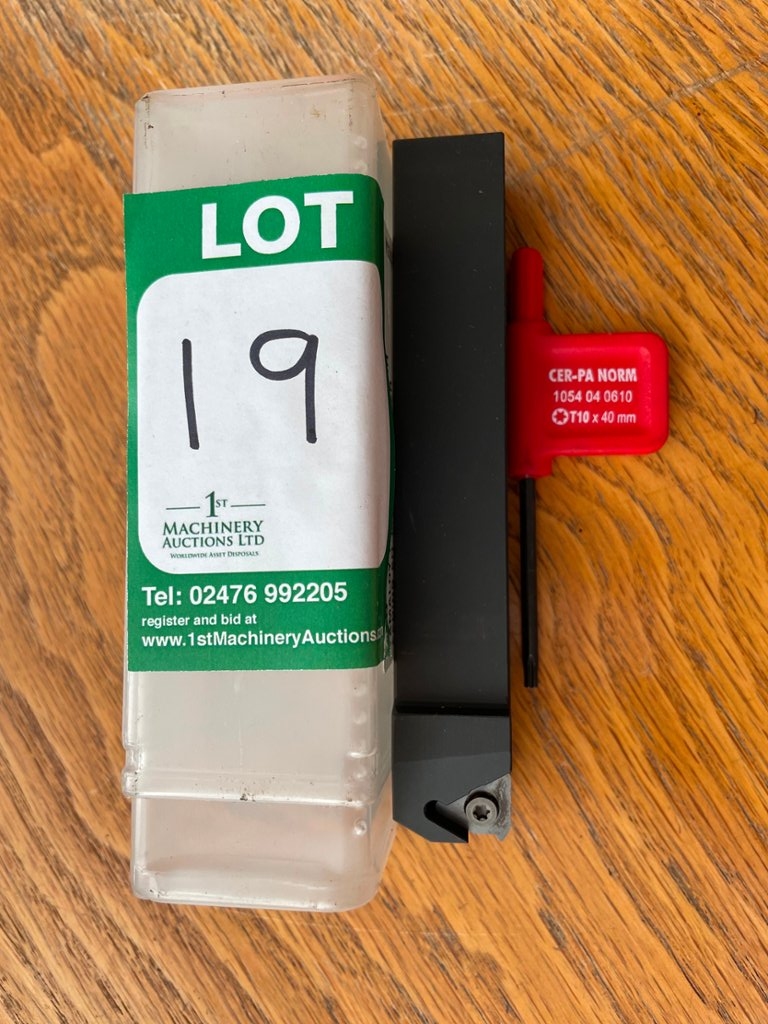 LOT
19
1ST
MACHINERY
AUCTIONS LTD
WORLDWIDE ASSET DISPOSALS
Tel: 02476 992205
register and bid at
www.1stMachineryAuctions
CER-PA NORM
1054 04 0610
T10 x 40 mm